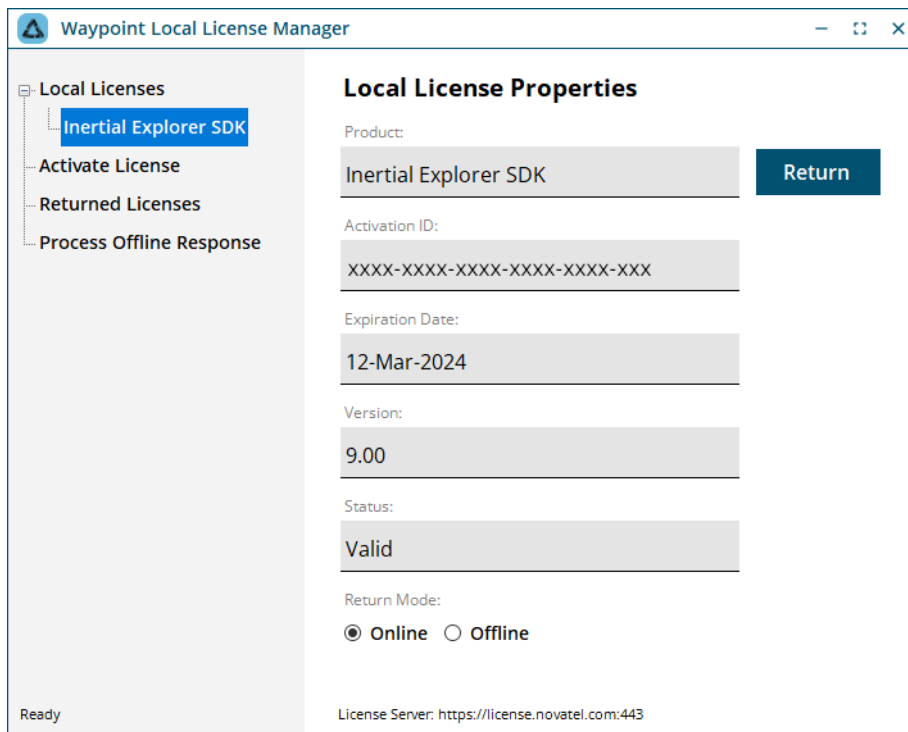 Waypoint Local License Manager
Local Licenses
Inertial Explorer SDK
Activate License
Returned Licenses
Process Offline Response
Local License Properties
Product:
Inertial Explorer SDK
Return
Activation ID:
xxxx-xxxx-xxxx-xxxx-xxxx-xxx
Expiration Date:
12-Mar-2024
Version:
9.00
Status:
Valid
Return Mode:
Online Offline
Ready
License Server: https://license.novatel.com:443